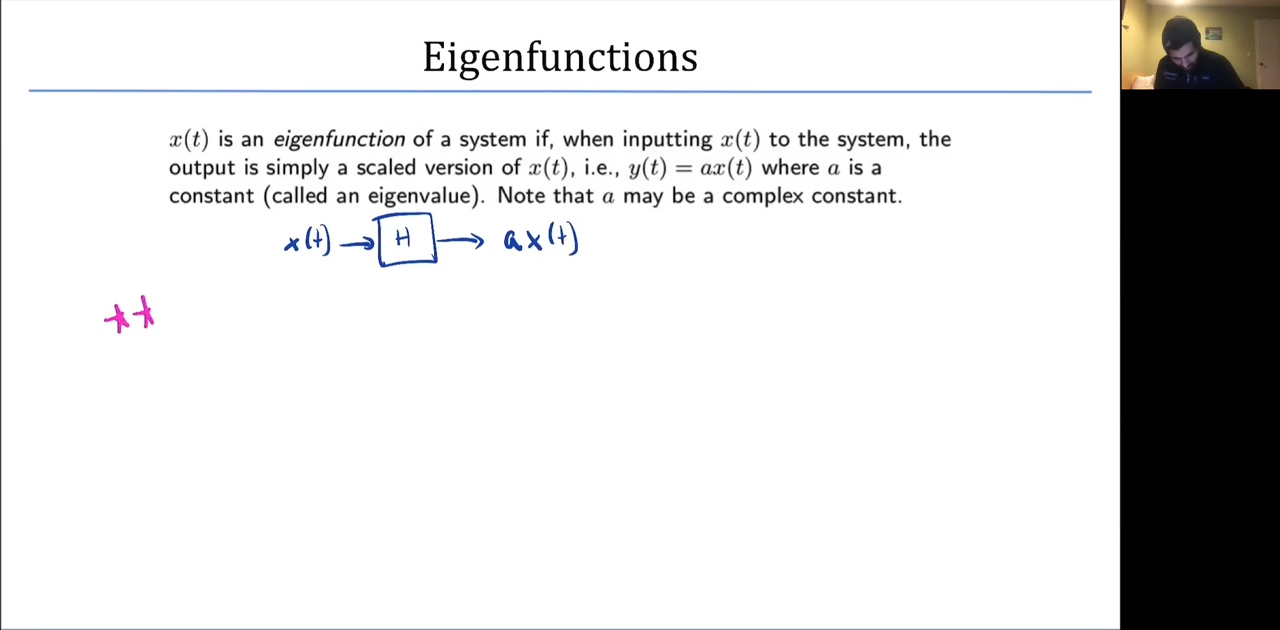 Eigenfunctions
x(t) is an eigenfunction of a system if, when inputting x(t) to the system, the
output is simply a scaled version of x(t), i.e., y(t) = ax(t) where a is a
constant (called an eigenvalue). Note that a may be a complex constant.
x(t) → H → a x(t)
★★